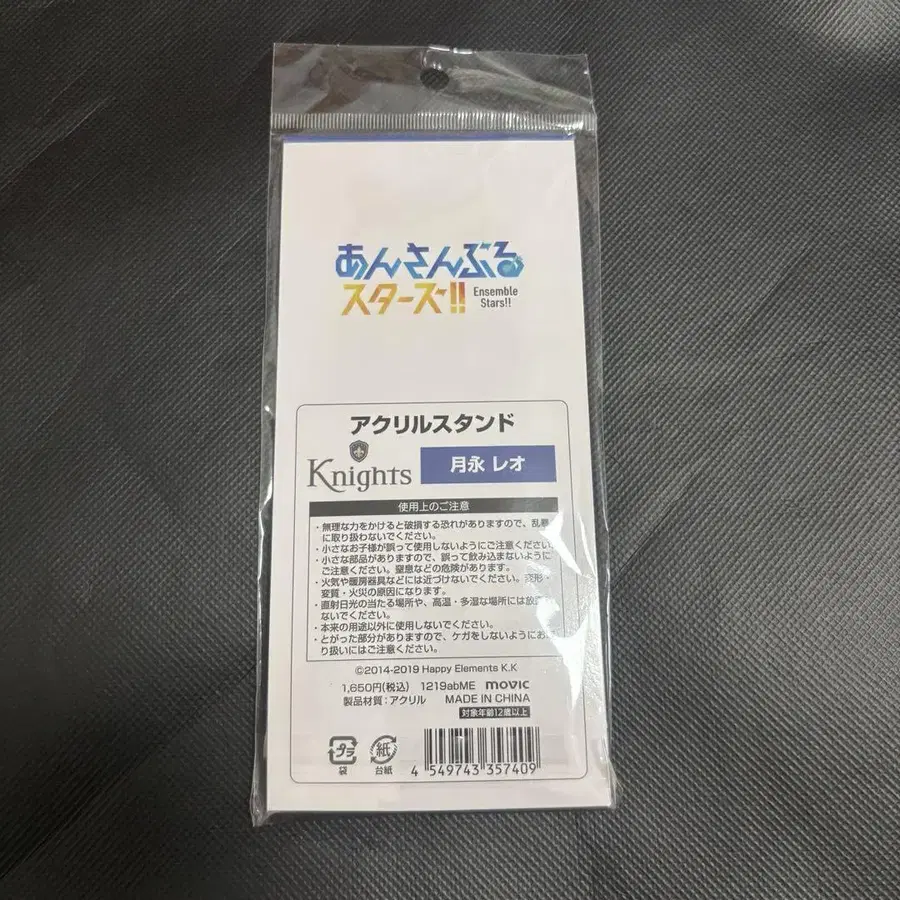 あんさんぶる
スターズ!!
Ensemble
Stars!!
アクリルスタンド
Knights
月永 レオ
使用上のご注意
・無理な力をかけると破損する恐れがありますので、乱暴
に取り扱わないでください。
・小さなお子様が誤って使用しないようにご注意ください。
・小さな部品がありますので、誤って飲み込まないように
ご注意ください。窒息などの危険があります。
・火気や暖房器具などには近づけないでください。変形・
変質・火災の原因になります。
・直射日光の当たる場所や、高温・多湿な場所には放置し
ないでください。
・本来の用途以外に使用しないでください。
・とがった部分がありますので、ケガをしないようにお取
り扱いにはご注意ください。
©2014-2019 Happy Elements K.K
1,650円(税込) 1219abME movic
製品材質：アクリル MADE IN CHINA
対象年齢12歳以上
プラ
袋
紙
台紙
4 549743 357409